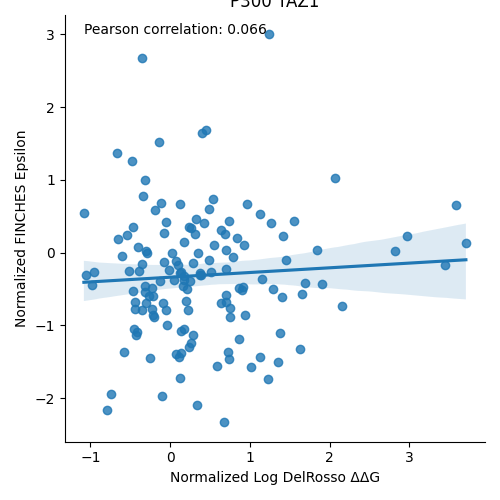 P300 TAZ1
Pearson correlation: 0.066
3
2
1
0
−1
−2
Normalized FINCHES Epsilon
−1
0
1
2
3
Normalized Log DelRosso ΔΔG